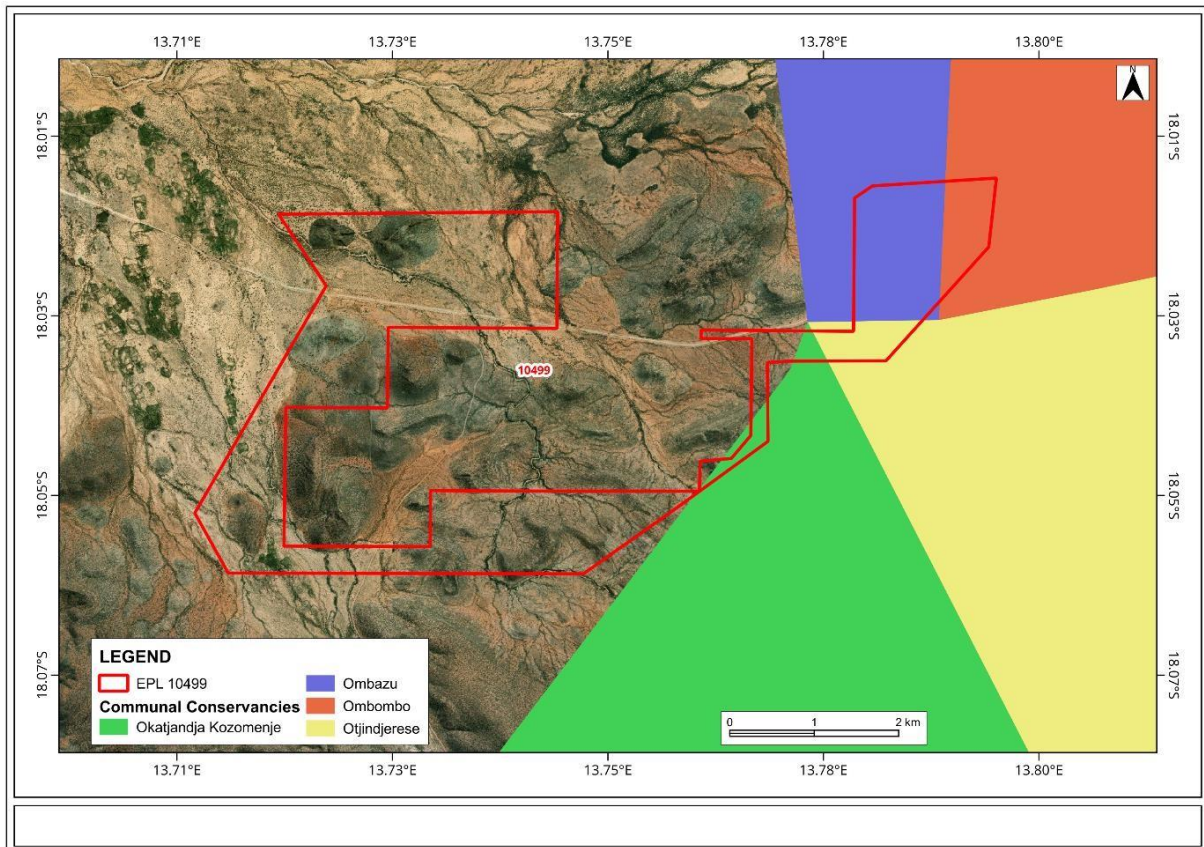 13.71°E 13.73°E 13.75°E 13.78°E 13.80°E
N
18.01°S 18.01°S
18.03°S 18.03°S
10499
18.05°S 18.05°S
18.07°S 18.07°S
LEGEND
EPL 10499
Communal Conservancies
Okatjandja Kozomenje
Ombazu
Ombombo
Otjindjerese
0 1 2 km
13.71°E 13.73°E 13.75°E 13.78°E 13.80°E